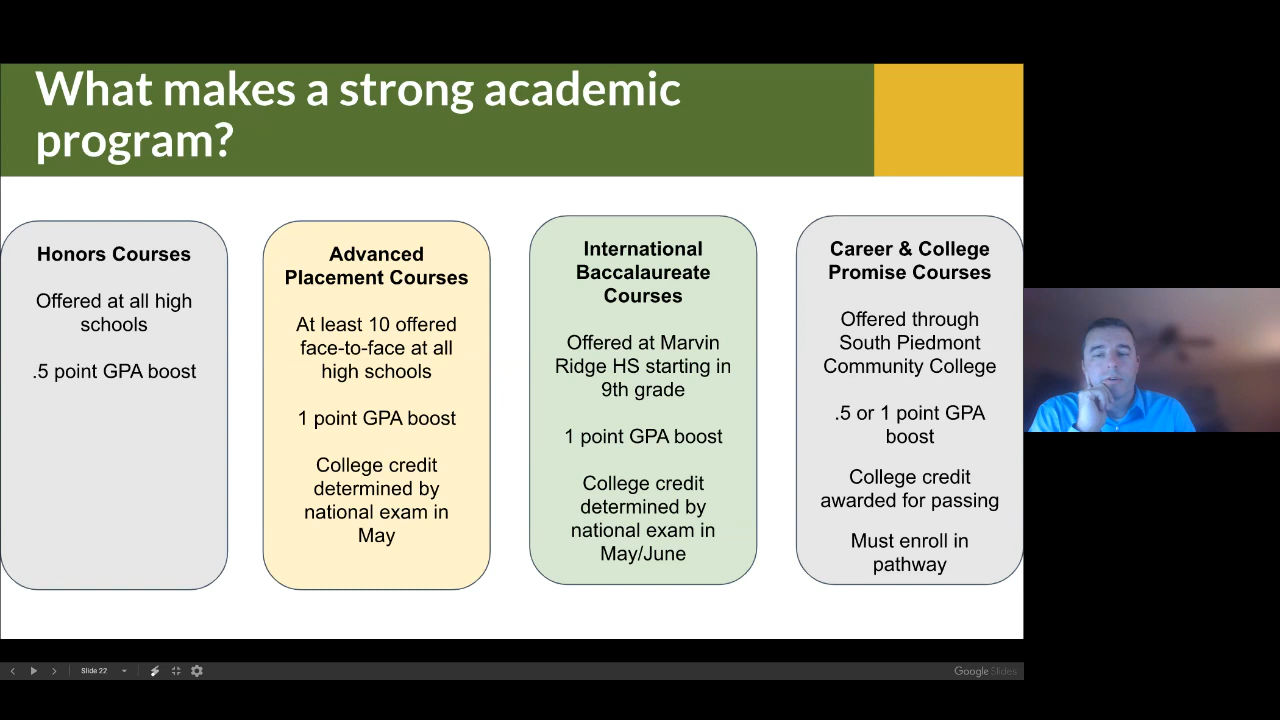 What makes a strong academic
program?
Honors Courses
Offered at all high
schools
.5 point GPA boost
Advanced
Placement Courses
At least 10 offered
face-to-face at all
high schools
1 point GPA boost
College credit
determined by
national exam in
May
International
Baccalaureate
Courses
Offered at Marvin
Ridge HS starting in
9th grade
1 point GPA boost
College credit
determined by
national exam in
May/June
Career & College
Promise Courses
Offered through
South Piedmont
Community College
.5 or 1 point GPA
boost
College credit
awarded for passing
Must enroll in
pathway
Slide 22
Google Slides